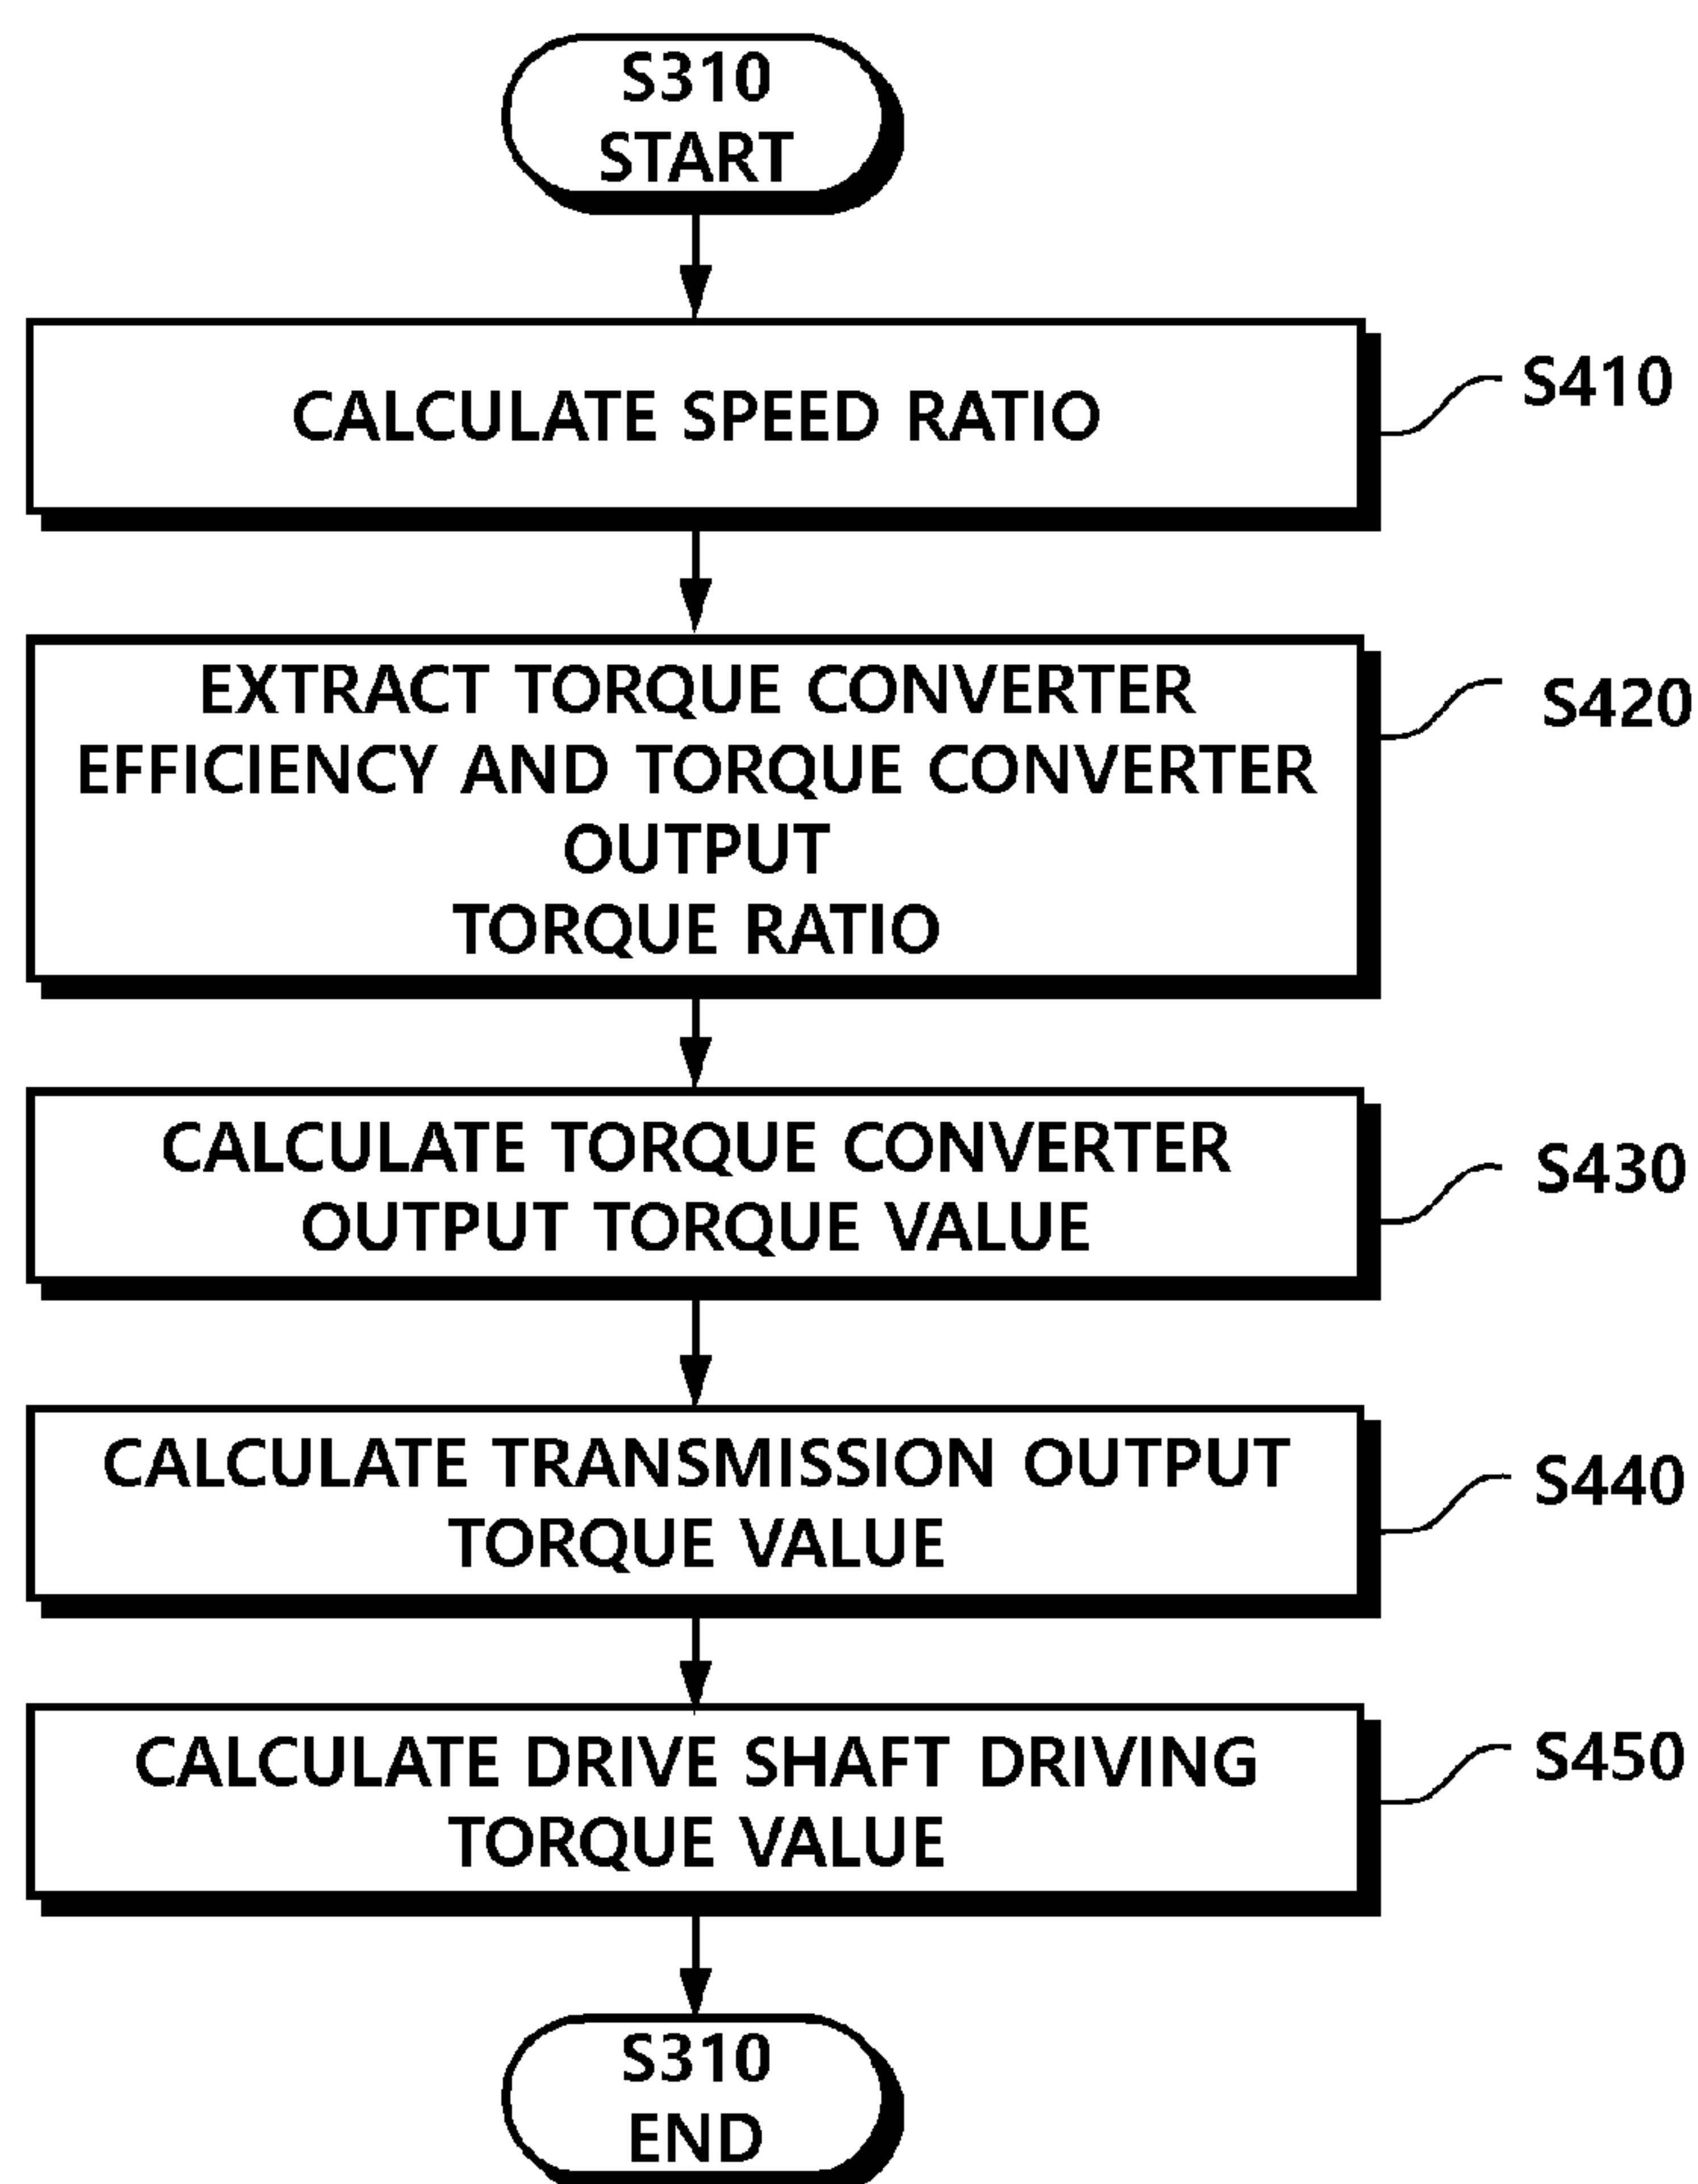 S310
START
CALCULATE SPEED RATIO
S410
EXTRACT TORQUE CONVERTER
EFFICIENCY AND TORQUE CONVERTER
OUTPUT
TORQUE RATIO
S420
CALCULATE TORQUE CONVERTER
OUTPUT TORQUE VALUE
S430
CALCULATE TRANSMISSION OUTPUT
TORQUE VALUE
S440
CALCULATE DRIVE SHAFT DRIVING
TORQUE VALUE
S450
S310
END